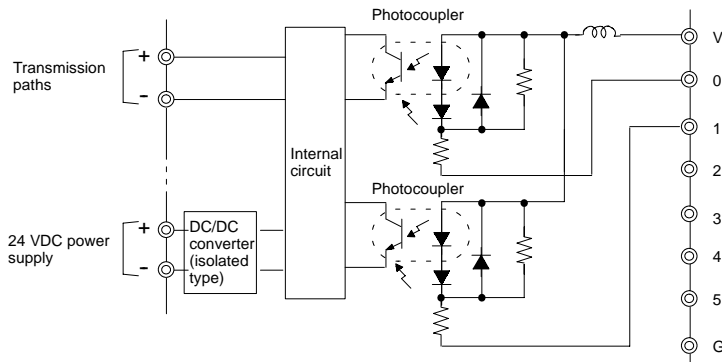 Photocoupler
V
+
Transmission
paths
-
0
1
Internal
circuit
2
Photocoupler
3
+
24 VDC power
supply
-
DC/DC
converter
(isolated
type)
4
5
G